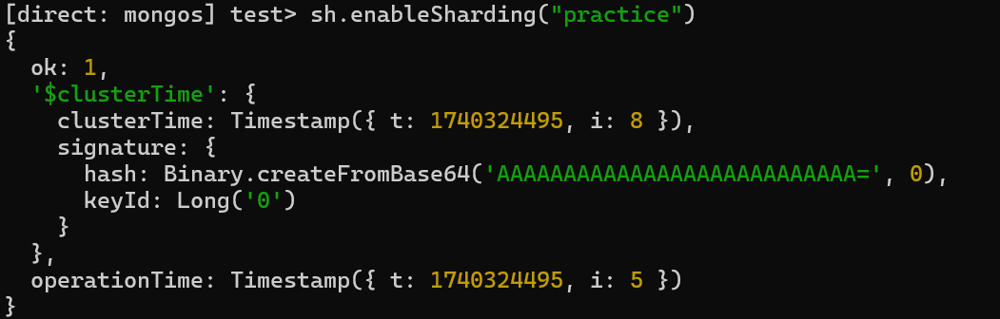 [direct: mongos] test> sh.enableSharding("practice")
{
  ok: 1,
  '$clusterTime': {
    clusterTime: Timestamp({ t: 1740324495, i: 8 }),
    signature: {
      hash: Binary.createFromBase64('AAAAAAAAAAAAAAAAAAAAAAAAAAA=', 0),
      keyId: Long('0')
    }
  },
  operationTime: Timestamp({ t: 1740324495, i: 5 })
}